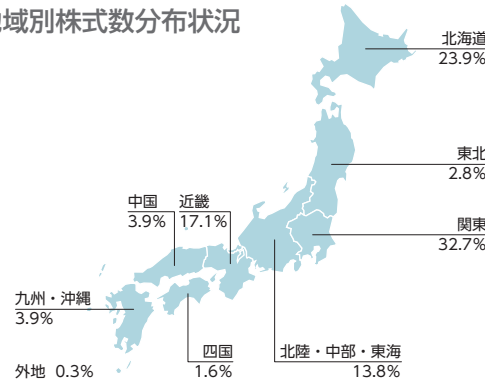 地域別株式数分布状況
北海道
23.9%
東北
2.8%
中国
3.9%
近畿
17.1%
関東
32.7%
九州・沖縄
3.9%
四国
1.6%
北陸・中部・東海
13.8%
外地 0.3%